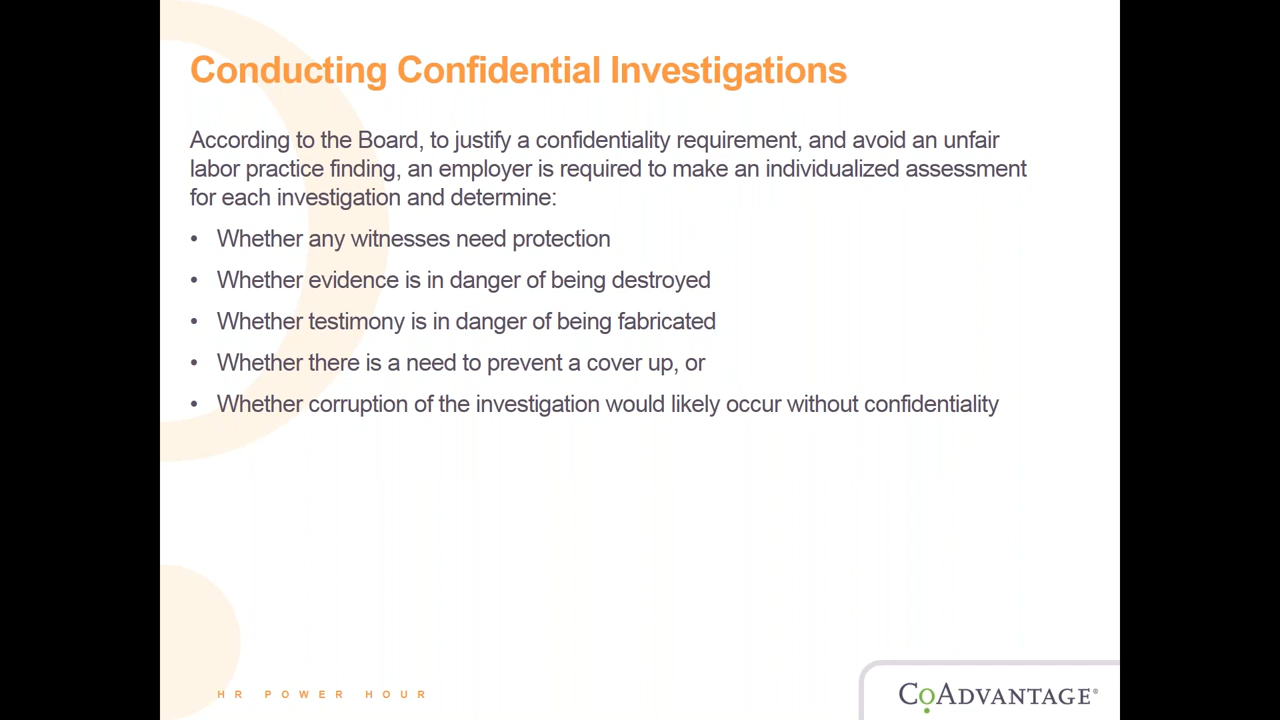 Conducting Confidential Investigations
According to the Board, to justify a confidentiality requirement, and avoid an unfair
labor practice finding, an employer is required to make an individualized assessment
for each investigation and determine:
• Whether any witnesses need protection
• Whether evidence is in danger of being destroyed
• Whether testimony is in danger of being fabricated
• Whether there is a need to prevent a cover up, or
• Whether corruption of the investigation would likely occur without confidentiality
HR POWER HOUR
COADVANTAGE®